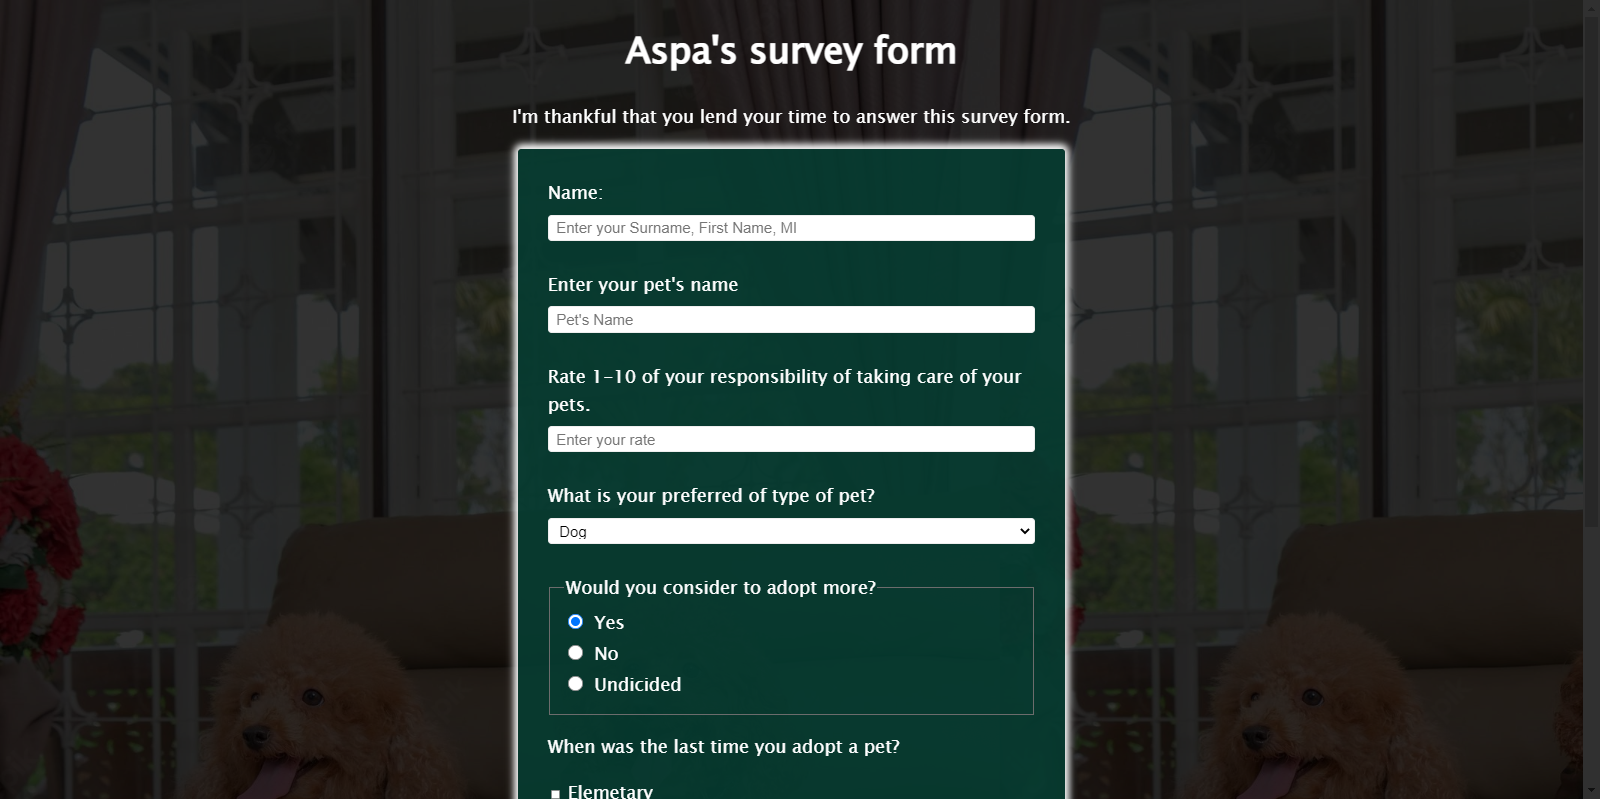 Aspa's survey form
I'm thankful that you lend your time to answer this survey form.
Name:
Enter your Surname, First Name, MI
Enter your pet's name
Pet's Name
Rate 1-10 of your responsibility of taking care of your
pets.
Enter your rate
What is your preferred of type of pet?
Dog
Would you consider to adopt more?
Yes
No
Undicided
When was the last time you adopt a pet?
Elemetary